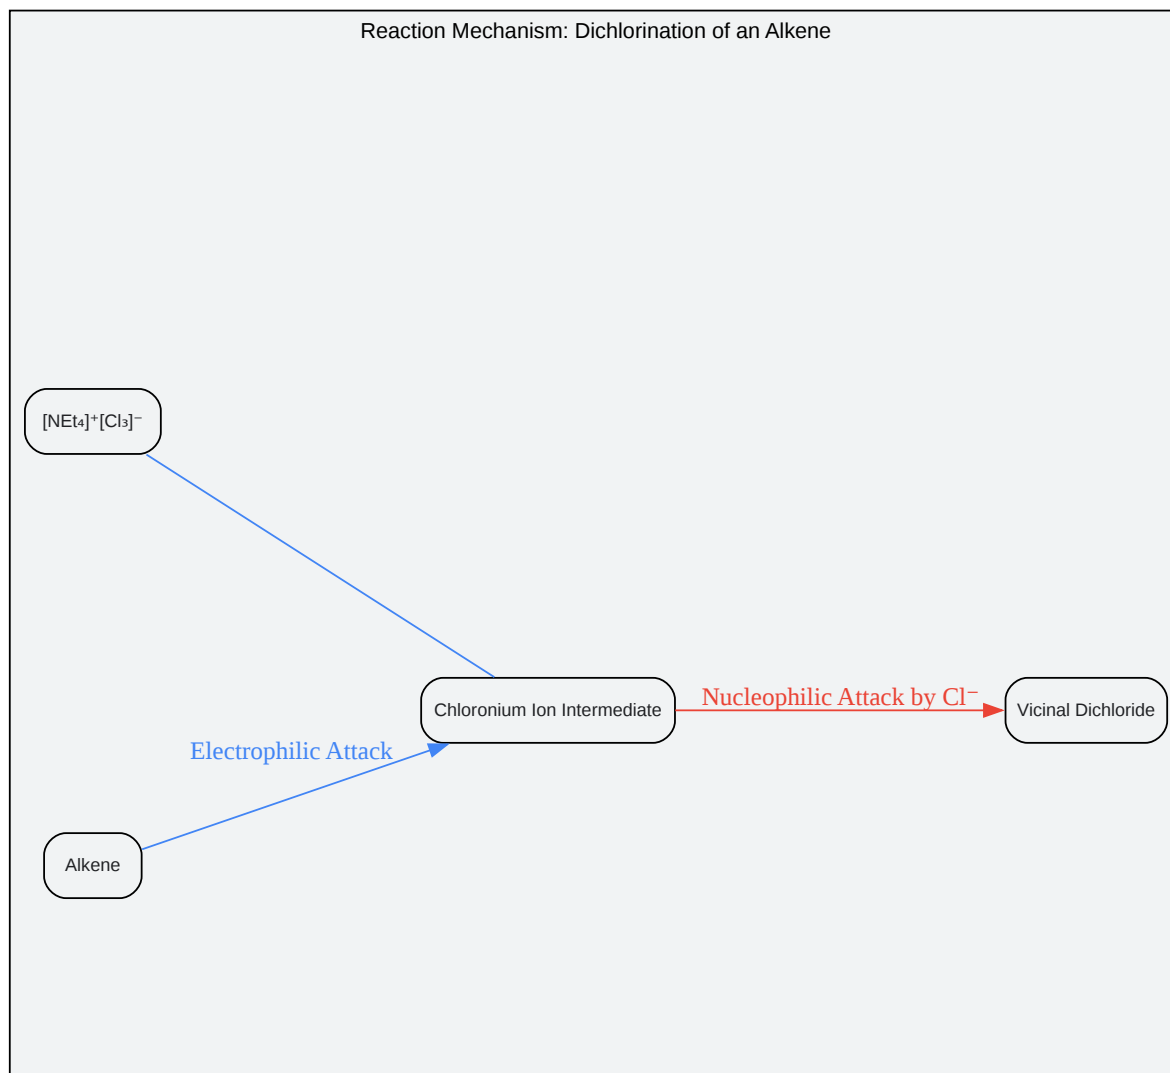 Reaction Mechanism: Dichlorination of an Alkene
[NEt₄]⁺[Cl₃]⁻
Nucleophilic Attack by Cl⁻
Chloronium Ion Intermediate
Vicinal Dichloride
Electrophilic Attack
Alkene